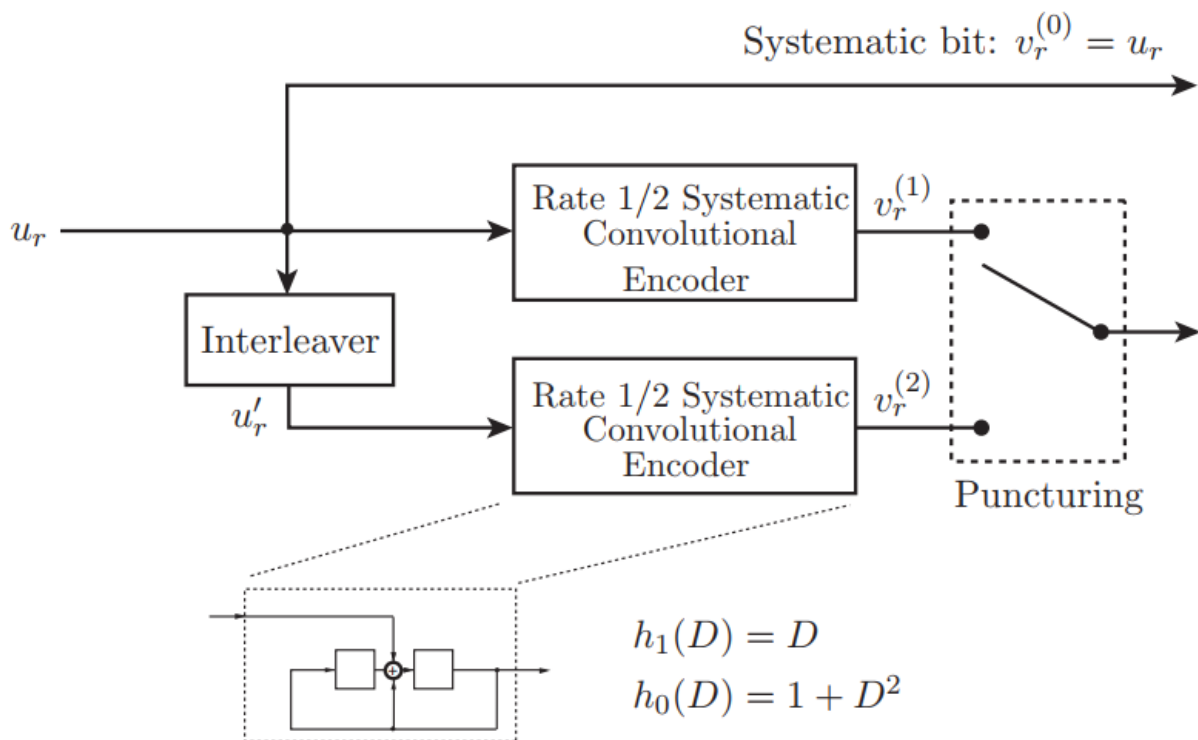 Systematic bit: v_r^{(0)} = u_r
u_r
Rate 1/2 Systematic
Convolutional
Encoder
v_r^{(1)}
Interleaver
u'_r
Rate 1/2 Systematic
Convolutional
Encoder
v_r^{(2)}
Puncturing
+
h_1(D) = D
h_0(D) = 1 + D^2